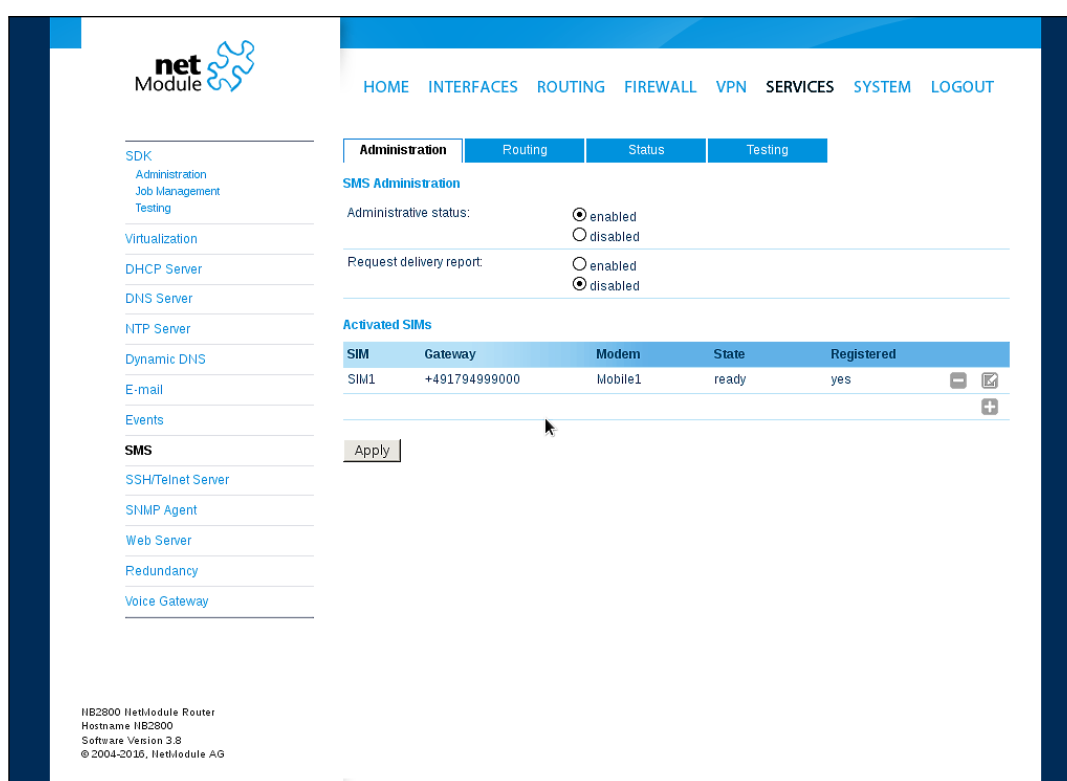 net
Module
HOME INTERFACES ROUTING FIREWALL VPN SERVICES SYSTEM LOGOUT
SDK
Administration
Job Management
Testing
Virtualization
DHCP Server
DNS Server
NTP Server
Dynamic DNS
E-mail
Events
SMS
SSH/Telnet Server
SNMP Agent
Web Server
Redundancy
Voice Gateway
Administration Routing Status Testing
SMS Administration
Administrative status:
enabled
disabled
Request delivery report:
enabled
disabled
Activated SIMs
SIM Gateway Modem State Registered
SIM1 +491794999000 Mobile1 ready yes
Apply
NB2800 NetModule Router
Hostname NB2800
Software Version 3.8
© 2004-2016, NetModule AG